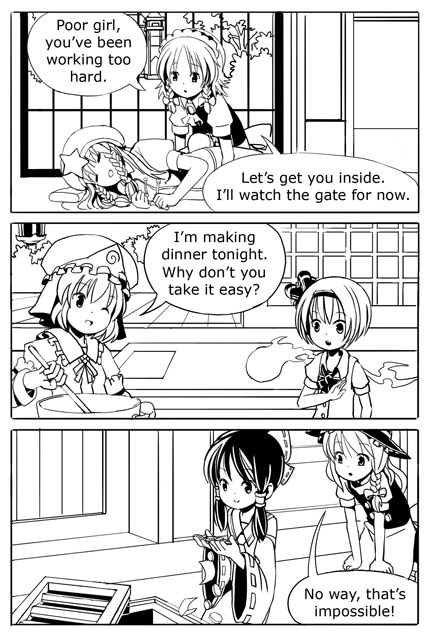 Poor girl,
you've been
working too
hard.
Let's get you inside.
I'll watch the gate for now.
I'm making
dinner tonight.
Why don't you
take it easy?
No way, that's
impossible!